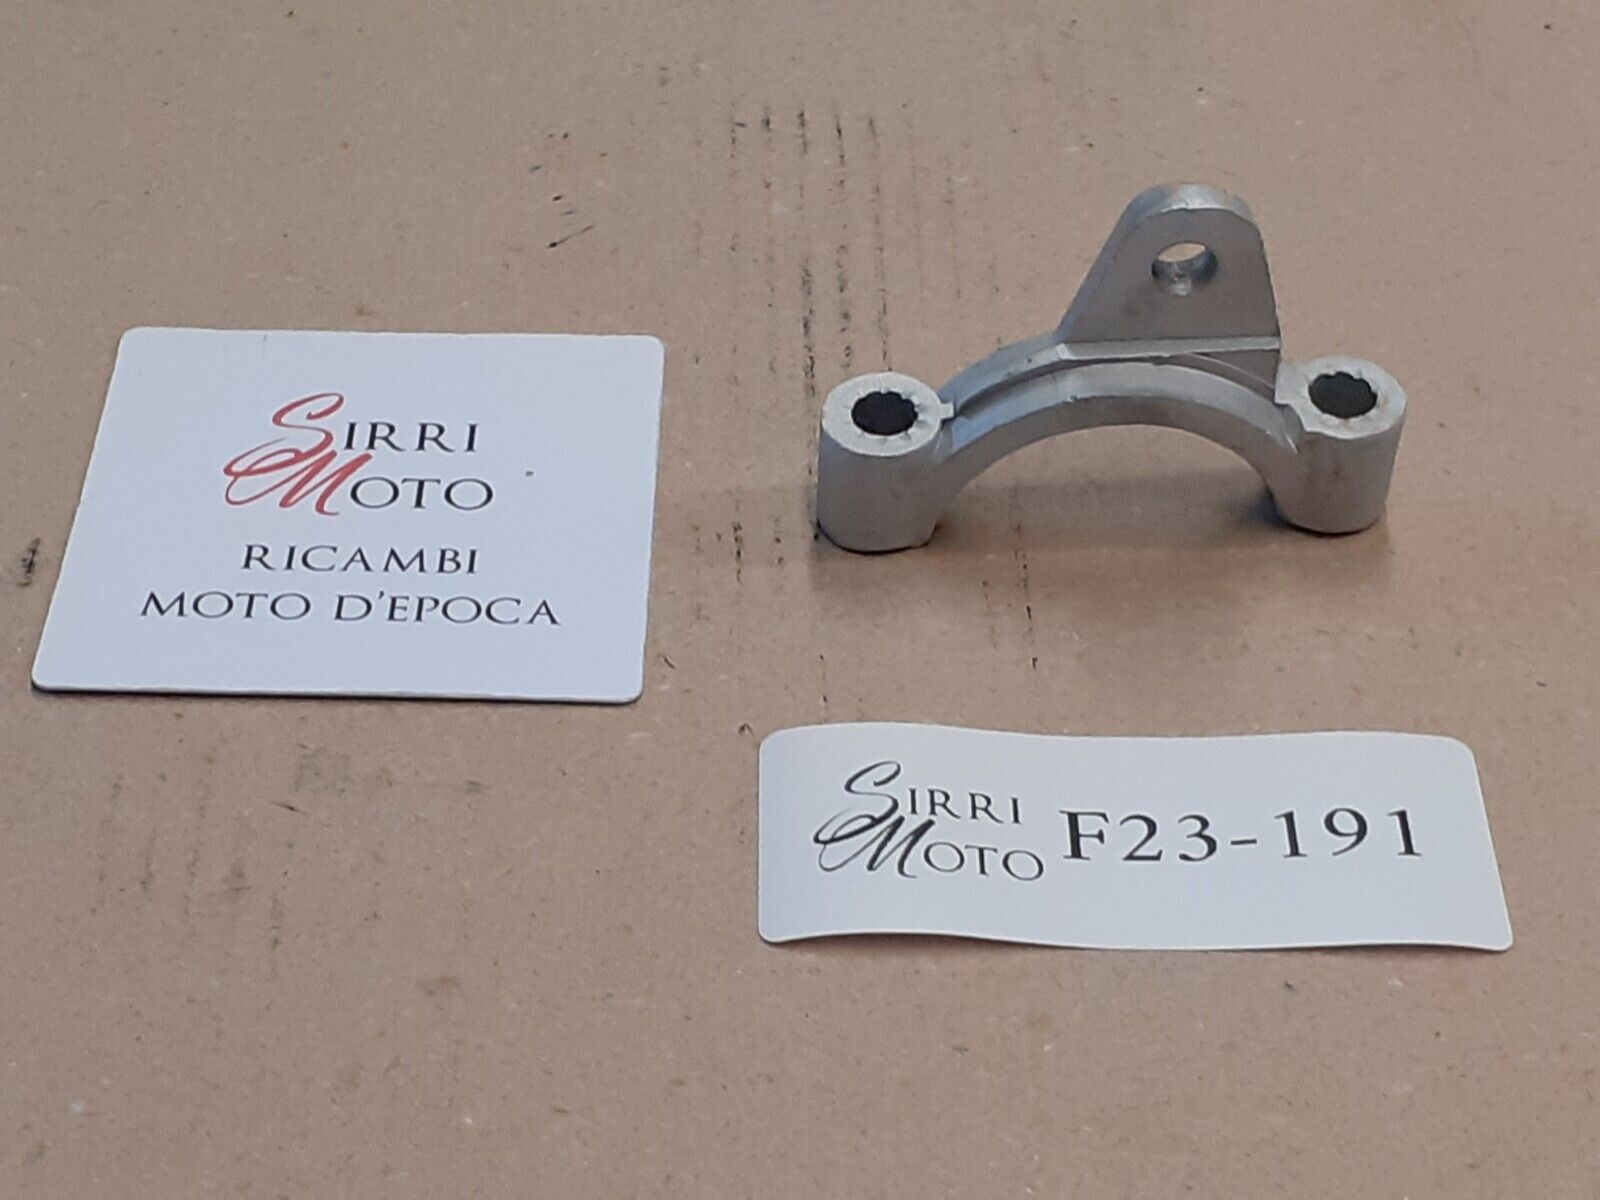 SIRRI
MOTO
RICAMBI
MOTO D'EPOCA
SIRRI
MOTO
F23-191